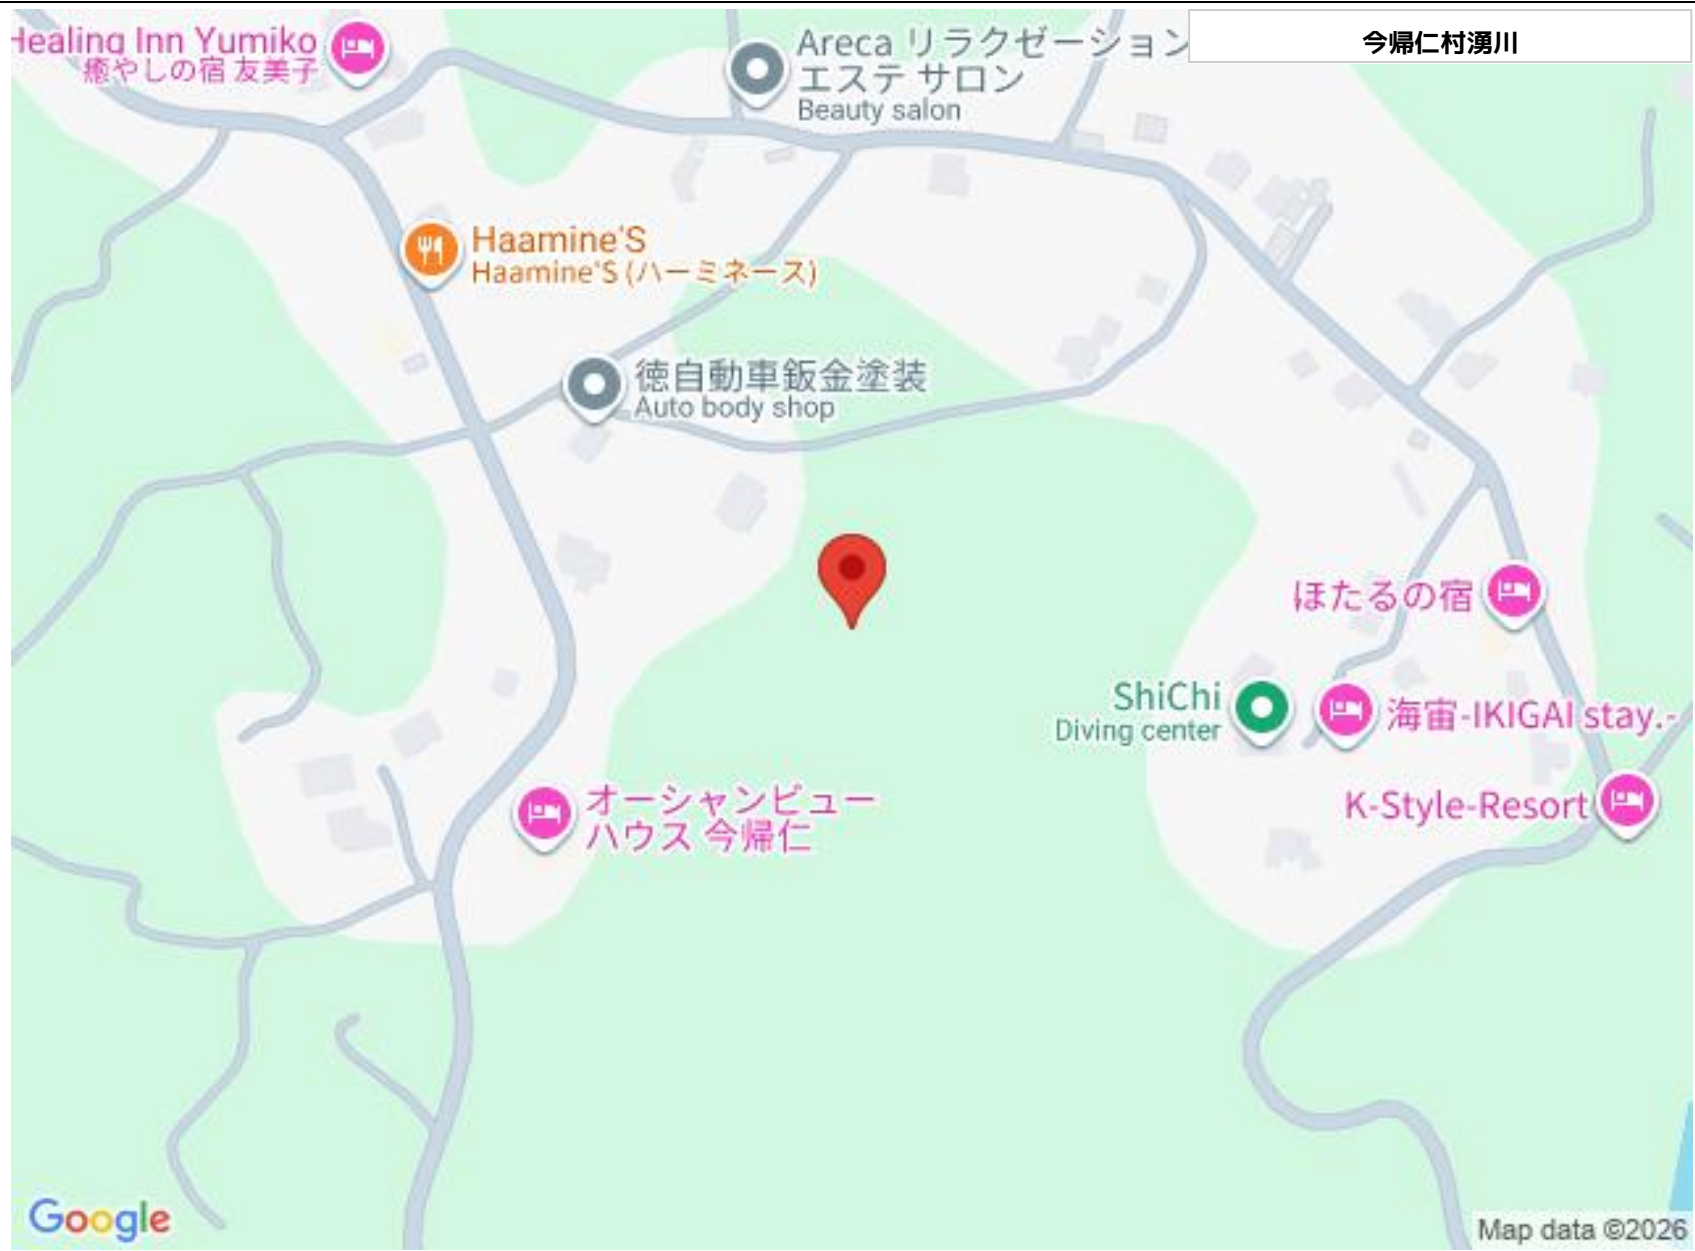 Healing Inn Yumiko
癒やしの宿 友美子
Areca リラクゼーション
エステ サロン
Beauty salon
今帰仁村湧川
Haamine'S
Haamine'S (ハーミネース)
徳自動車鈑金塗装
Auto body shop
ほたるの宿
ShiChi
Diving center
海宙-IKIGAI stay.-
オーシャンビュー
ハウス 今帰仁
K-Style-Resort
Google
Map data ©2026